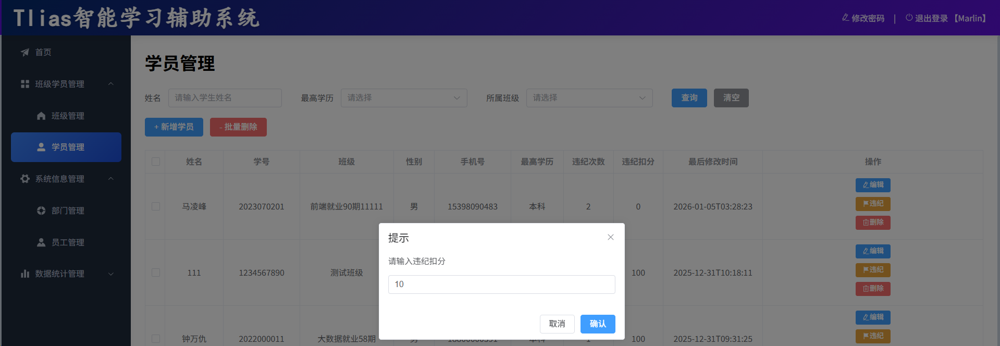 Tlias智能学习辅助系统
修改密码 | 退出登录 【Marlin】
首页
班级学员管理
班级管理
学员管理
系统信息管理
部门管理
员工管理
数据统计管理
学员管理
姓名 请输入学生姓名 最高学历 请选择 所属班级 请选择 查询 清空
+ 新增学员 - 批量删除
姓名 学号 班级 性别 手机号 最高学历 违纪次数 违纪扣分 最后修改时间 操作
马凌峰 2023070201 前端就业90期11111 男 15398090483 本科 2 0 2026-01-05T03:28:23 编辑 违纪 删除
111 1234567890 测试班级 100 2025-12-31T10:18:11 编辑 违纪 删除
钟万仇 2022000011 大数据就业58期 男 本科 1 100 2025-12-31T09:31:25 编辑 违纪
提示
请输入违纪扣分
10
取消 确认